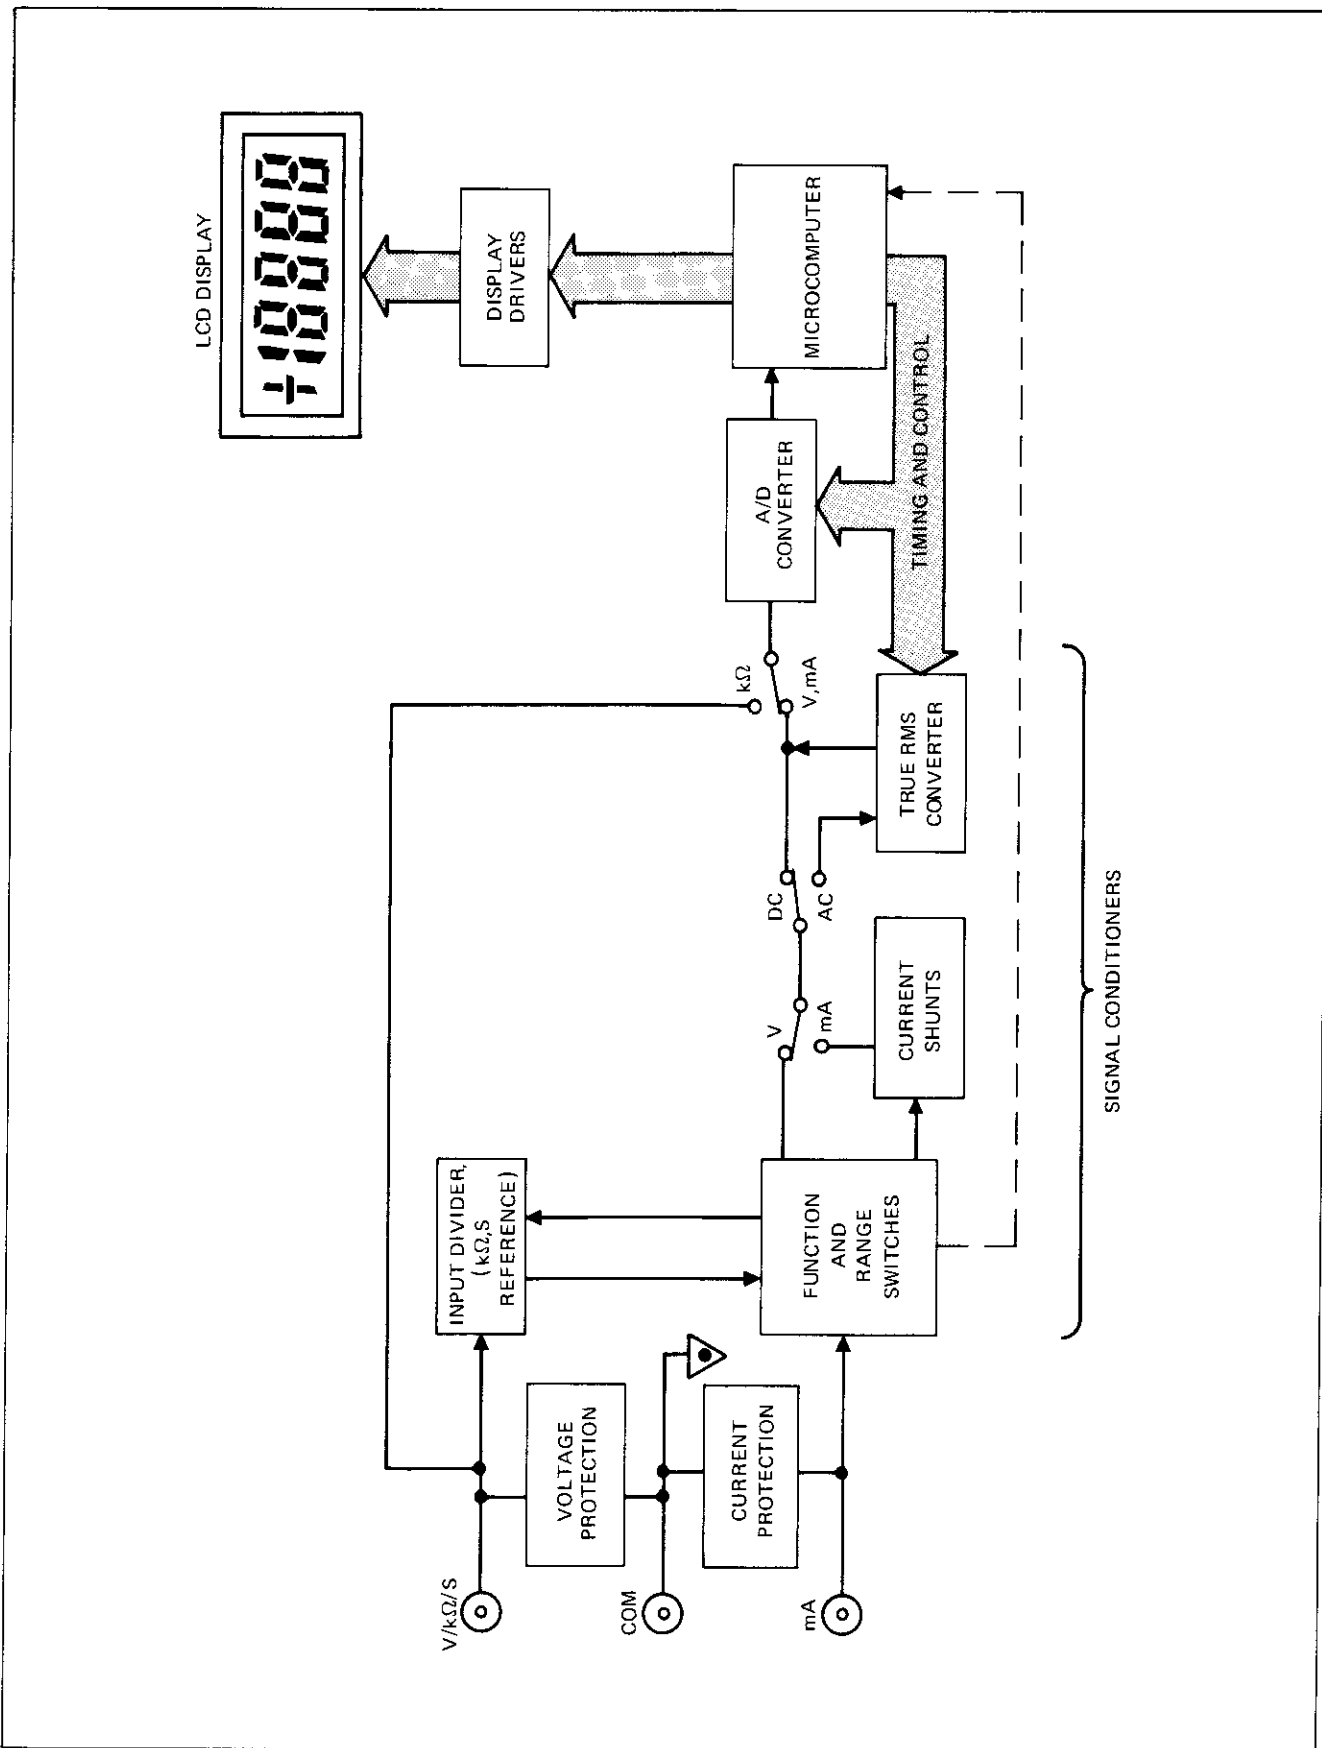 LCD DISPLAY
±18888
DISPLAY
DRIVERS
MICROCOMPUTER
A/D
CONVERTER
TIMING AND CONTROL
kΩ
V,mA
TRUE RMS
CONVERTER
DC
AC
V
mA
CURRENT
SHUNTS
INPUT DIVIDER,
(kΩ,S
REFERENCE)
FUNCTION
AND
RANGE
SWITCHES
VOLTAGE
PROTECTION
CURRENT
PROTECTION
V/kΩ/S
COM
mA
SIGNAL CONDITIONERS